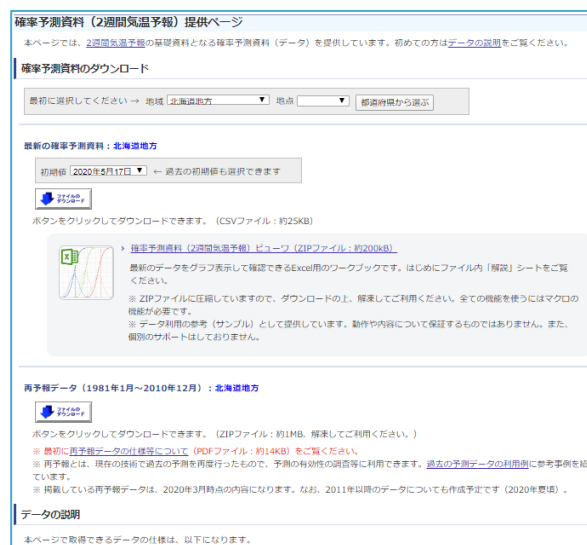 確率予測資料（2週間気温予報）提供ページ
本ページでは、2週間気温予報の基礎資料となる確率予測資料（データ）を提供しています。初めての方はデータの説明をご覧ください。
確率予測資料のダウンロード
最初に選択してください→ 地域 北海道地方 ▼ 地点 ▼ 都道府県から選ぶ
最新の確率予測資料：北海道地方
初期値 2020年5月17日 ▼ ← 過去の初期値も選択できます
ファイルの
ダウンロード
ボタンをクリックしてダウンロードできます。（CSVファイル：約25KB）
確率予測資料（2週間気温予報）ビューワ（ZIPファイル：約200kB）
最新のデータをグラフ表示して確認できるExcel用のワークブックです。はじめにファイル内「解説」シートをご覧
ください。
※ ZIPファイルに圧縮していますので、ダウンロードの上、解凍してご利用ください。全ての機能を使うにはマクロの
機能が必要です。
※ データ利用の参考（サンプル）として提供しています。動作や内容について保証するものではありません。また、
個別のサポートはしておりません。
再予報データ（1981年1月～2010年12月）：北海道地方
ファイルの
ダウンロード
ボタンをクリックしてダウンロードできます。（ZIPファイル：約1MB、解凍してご利用ください。）
※ 最初に再予報データの仕様等について（PDFファイル：約14KB）をご覧ください。
※ 再予報とは、現在の技術で過去の予測を再度行ったもので、予測の有効性の調査等に利用できます。過去の予測データの利用例に参考事例を紹
ています。
※ 掲載している再予報データは、2020年3月時点の内容になります。なお、2011年以降のデータについても作成予定です（2020年夏頃）。
データの説明
本ページで取得できるデータの仕様は、以下になります。